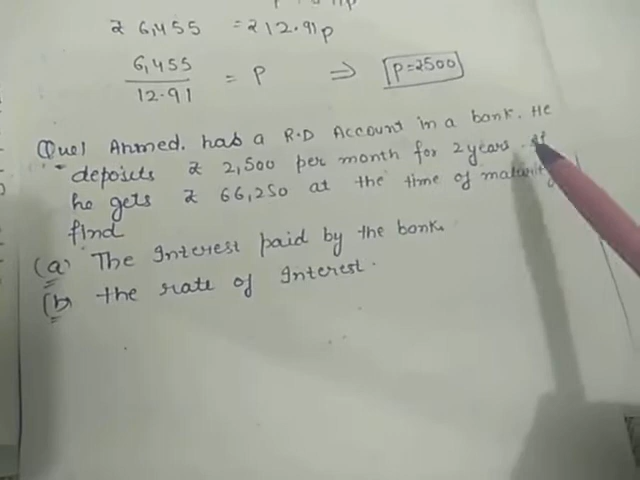 ₹ 6,455 = ₹12.91p
6,455
12.91
= P ⇒ P=2500
Que1 Ahmed. has a R.D Account in a bank. He
deposits ₹ 2,500 per month for 2 years. If
he gets ₹ 66,250 at the time of maturity
find
(a) The Interest paid by the bank.
(b) the rate of Interest.